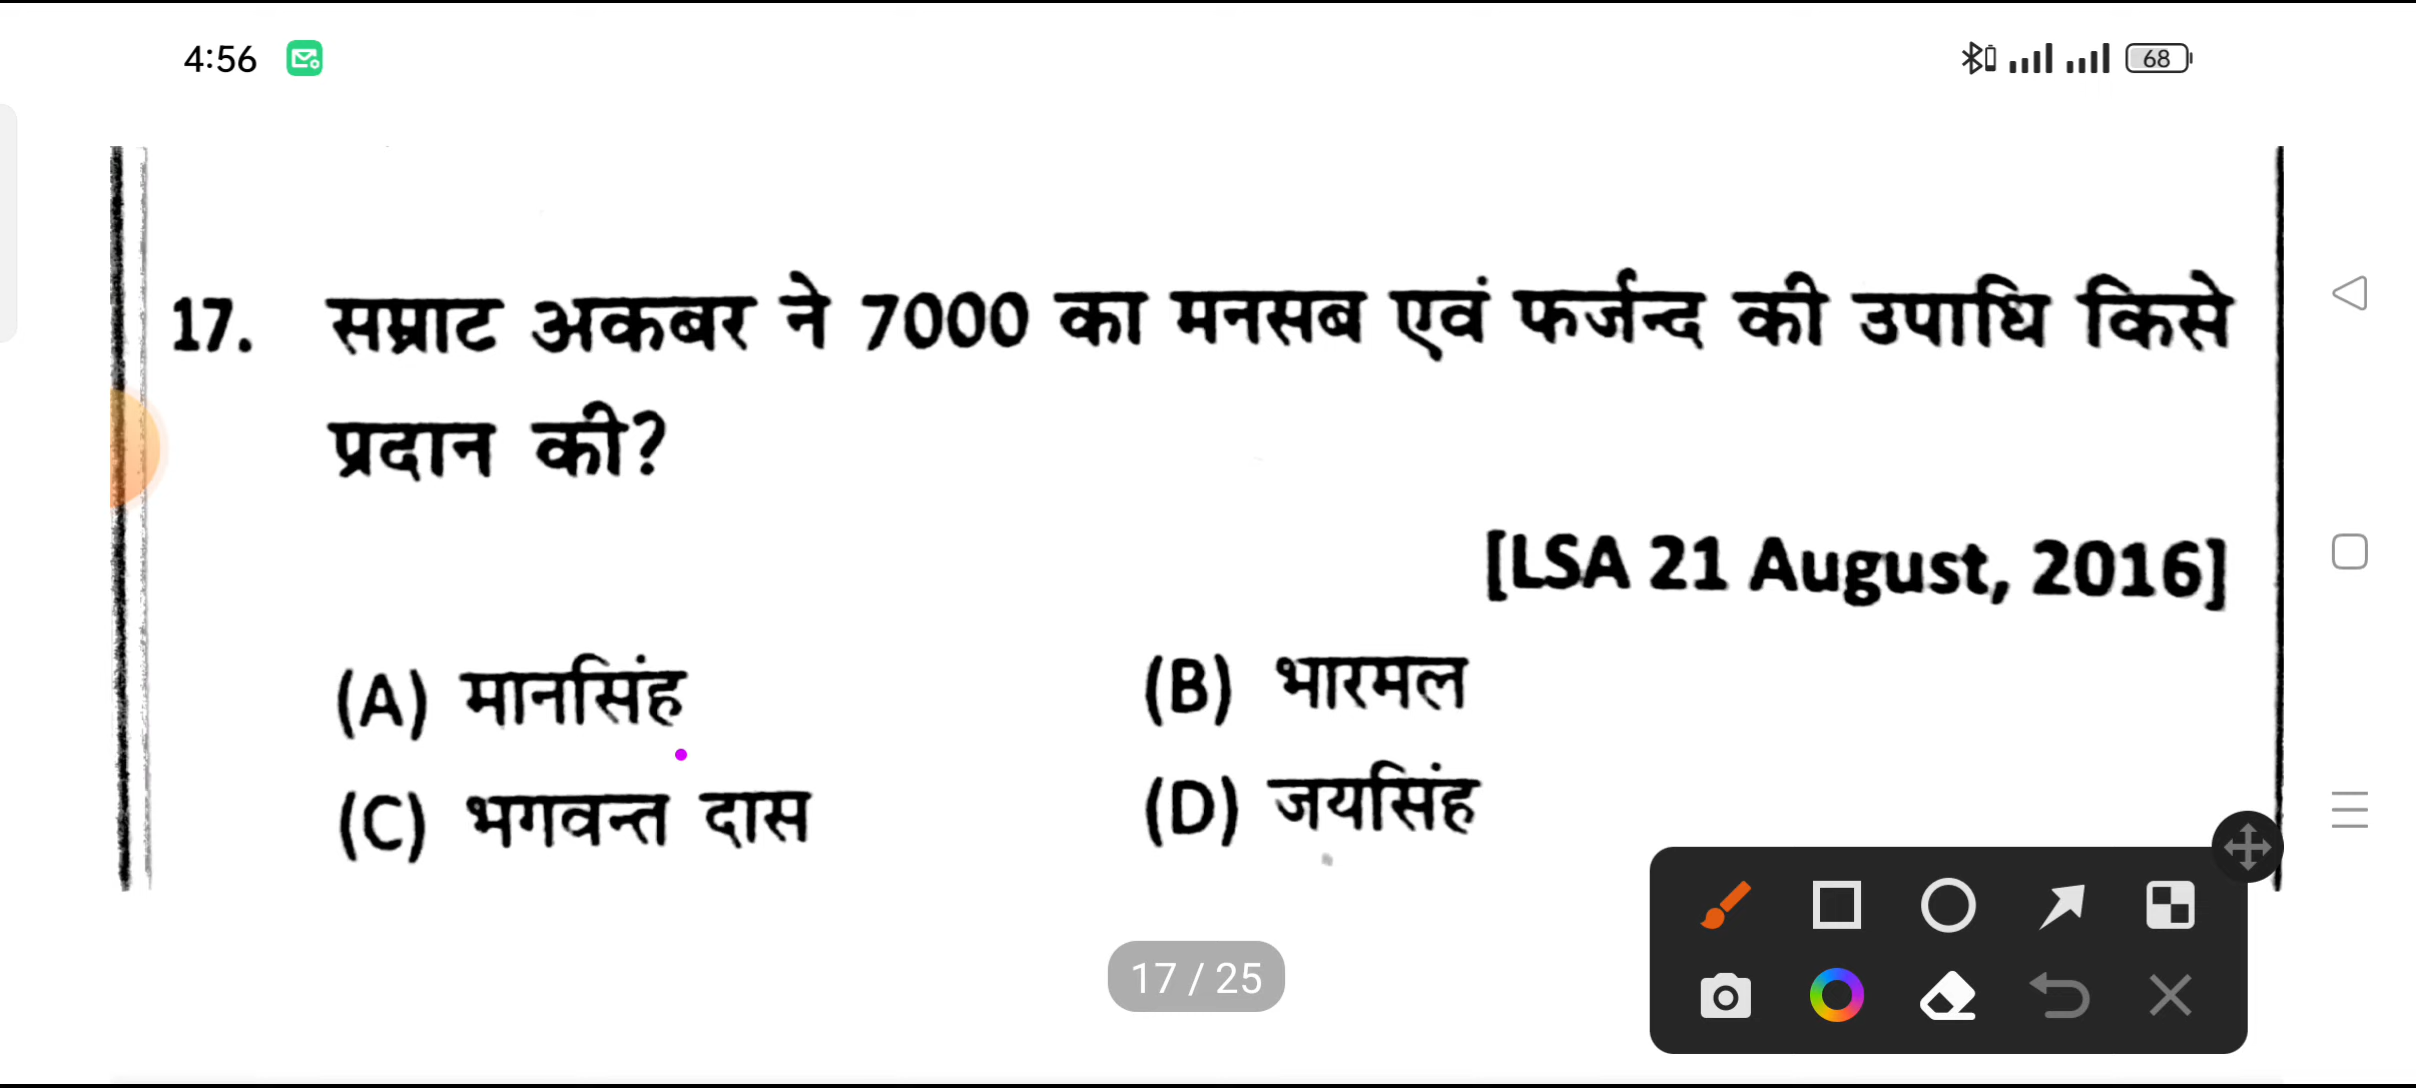 4:56
68
17. सम्राट अकबर ने 7000 का मनसब एवं फर्जन्द की उपाधि किसे
प्रदान की?
[LSA 21 August, 2016]
(A) मानसिंह (B) भारमल
(C) भगवन्त दास (D) जयसिंह
17 / 25